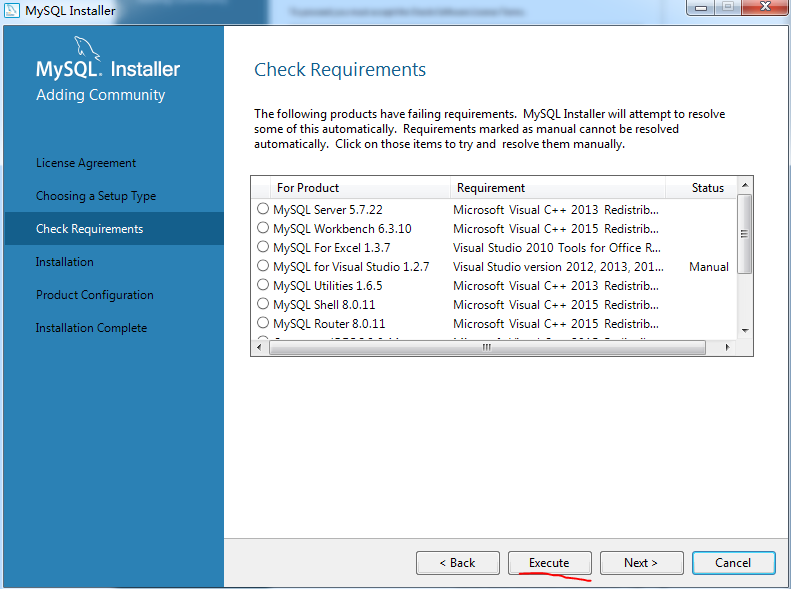 MySQL Installer
MySQL. Installer
Adding Community
License Agreement
Choosing a Setup Type
Check Requirements
Installation
Product Configuration
Installation Complete
Check Requirements
The following products have failing requirements. MySQL Installer will attempt to resolve
some of this automatically. Requirements marked as manual cannot be resolved
automatically. Click on those items to try and resolve them manually.
For Product Requirement Status
MySQL Server 5.7.22 Microsoft Visual C++ 2013 Redistrib...
MySQL Workbench 6.3.10 Microsoft Visual C++ 2015 Redistrib...
MySQL For Excel 1.3.7 Visual Studio 2010 Tools for Office R...
MySQL for Visual Studio 1.2.7 Visual Studio version 2012, 2013, 201... Manual
MySQL Utilities 1.6.5 Microsoft Visual C++ 2013 Redistrib...
MySQL Shell 8.0.11 Microsoft Visual C++ 2015 Redistrib...
MySQL Router 8.0.11 Microsoft Visual C++ 2015 Redistrib...
< Back Execute Next > Cancel